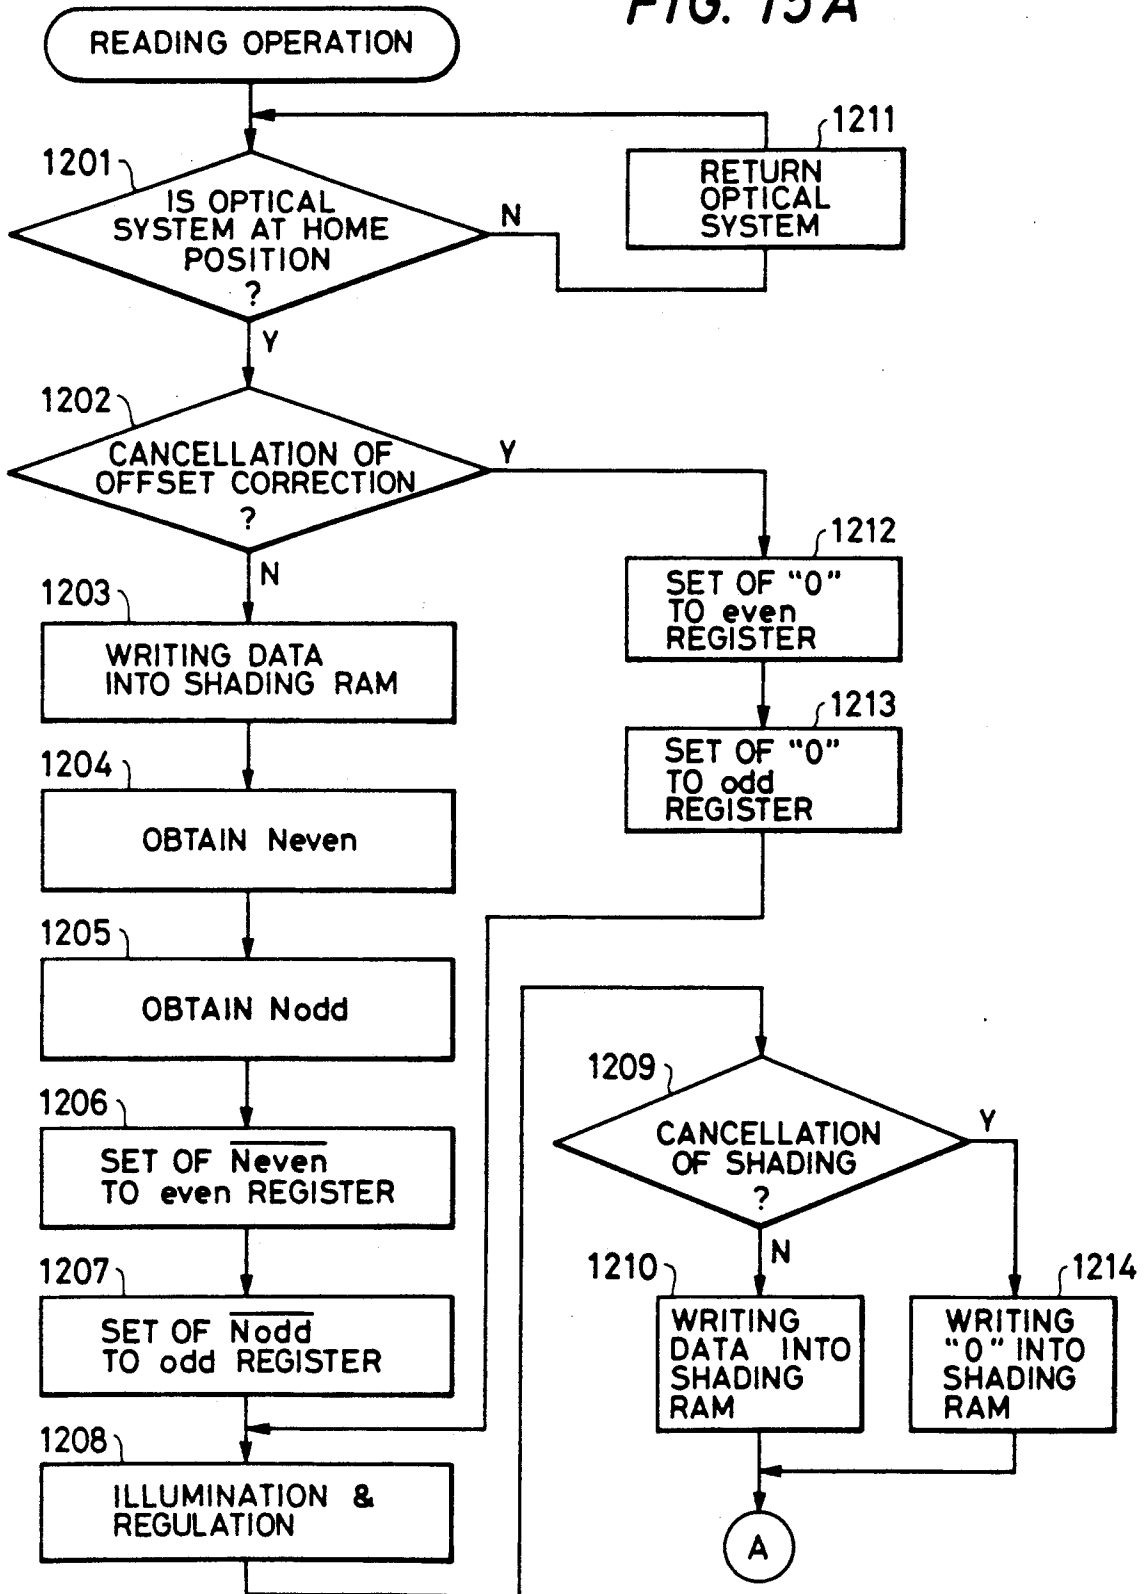 FIG. 15A
READING OPERATION
1211
RETURN
OPTICAL
SYSTEM
1201
IS OPTICAL
SYSTEM AT HOME
POSITION
?
N
Y
1202
CANCELLATION OF
OFFSET CORRECTION
?
Y
N
1212
SET OF "0"
TO even
REGISTER
1203
WRITING DATA
INTO SHADING RAM
1213
SET OF "0"
TO odd
REGISTER
1204
OBTAIN Neven
1205
OBTAIN Nodd
1206
SET OF N̅e̅v̅e̅n̅
TO even REGISTER
1207
SET OF N̅o̅d̅d̅
TO odd REGISTER
1208
ILLUMINATION &
REGULATION
1209
CANCELLATION
OF SHADING
?
Y
N
1210
WRITING
DATA INTO
SHADING
RAM
1214
WRITING
"0" INTO
SHADING
RAM
A